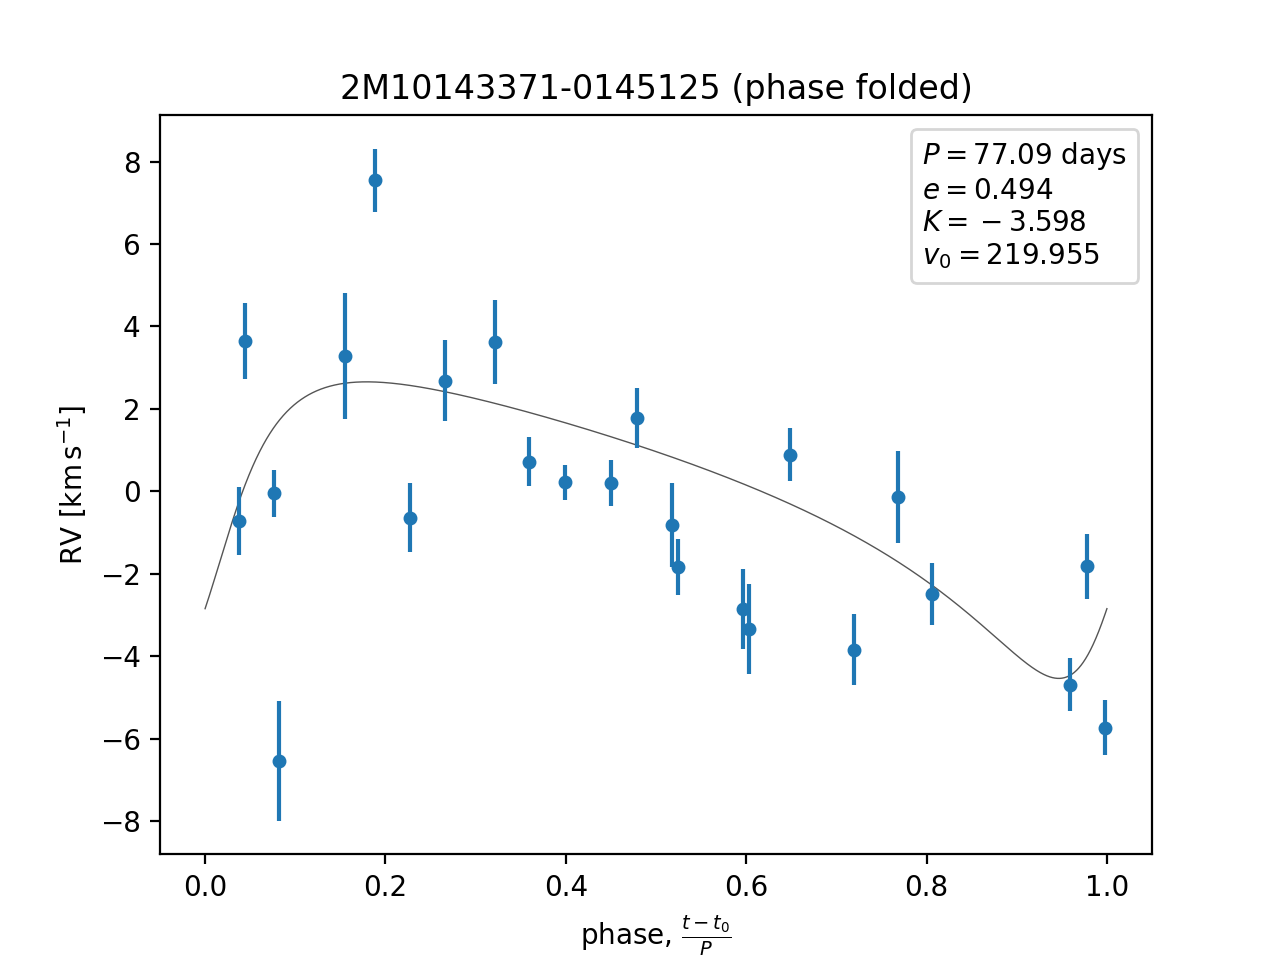 2M10143371-0145125 (phase folded)
P = 77.09 days
e = 0.494
K = −3.598
v₀ = 219.955
RV [km s⁻¹]
8
6
4
2
0
−2
−4
−6
−8
0.0 0.2 0.4 0.6 0.8 1.0
phase, (t − t₀)/P